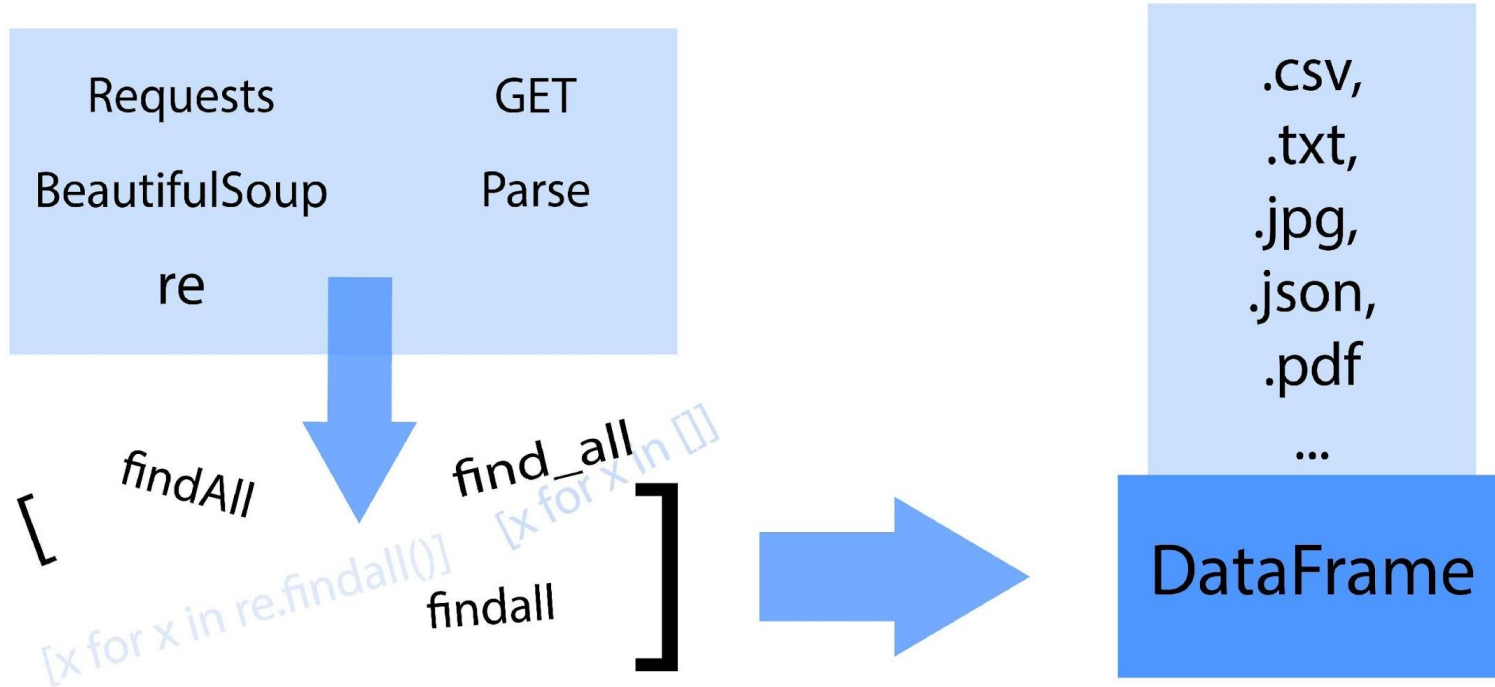 Requests GET
BeautifulSoup Parse
re
findAll
find_all
[x for x in []]
[
[x for x in re.findall()]
findall
]
.csv,
.txt,
.jpg,
.json,
.pdf
...
DataFrame